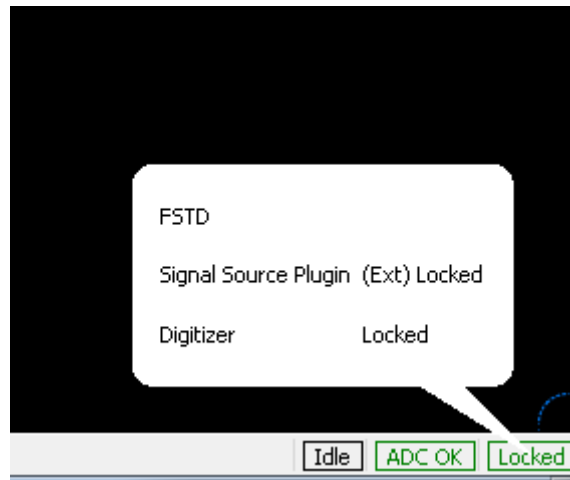 FSTD
Signal Source Plugin (Ext) Locked
Digitizer Locked
Idle ADC OK Locked